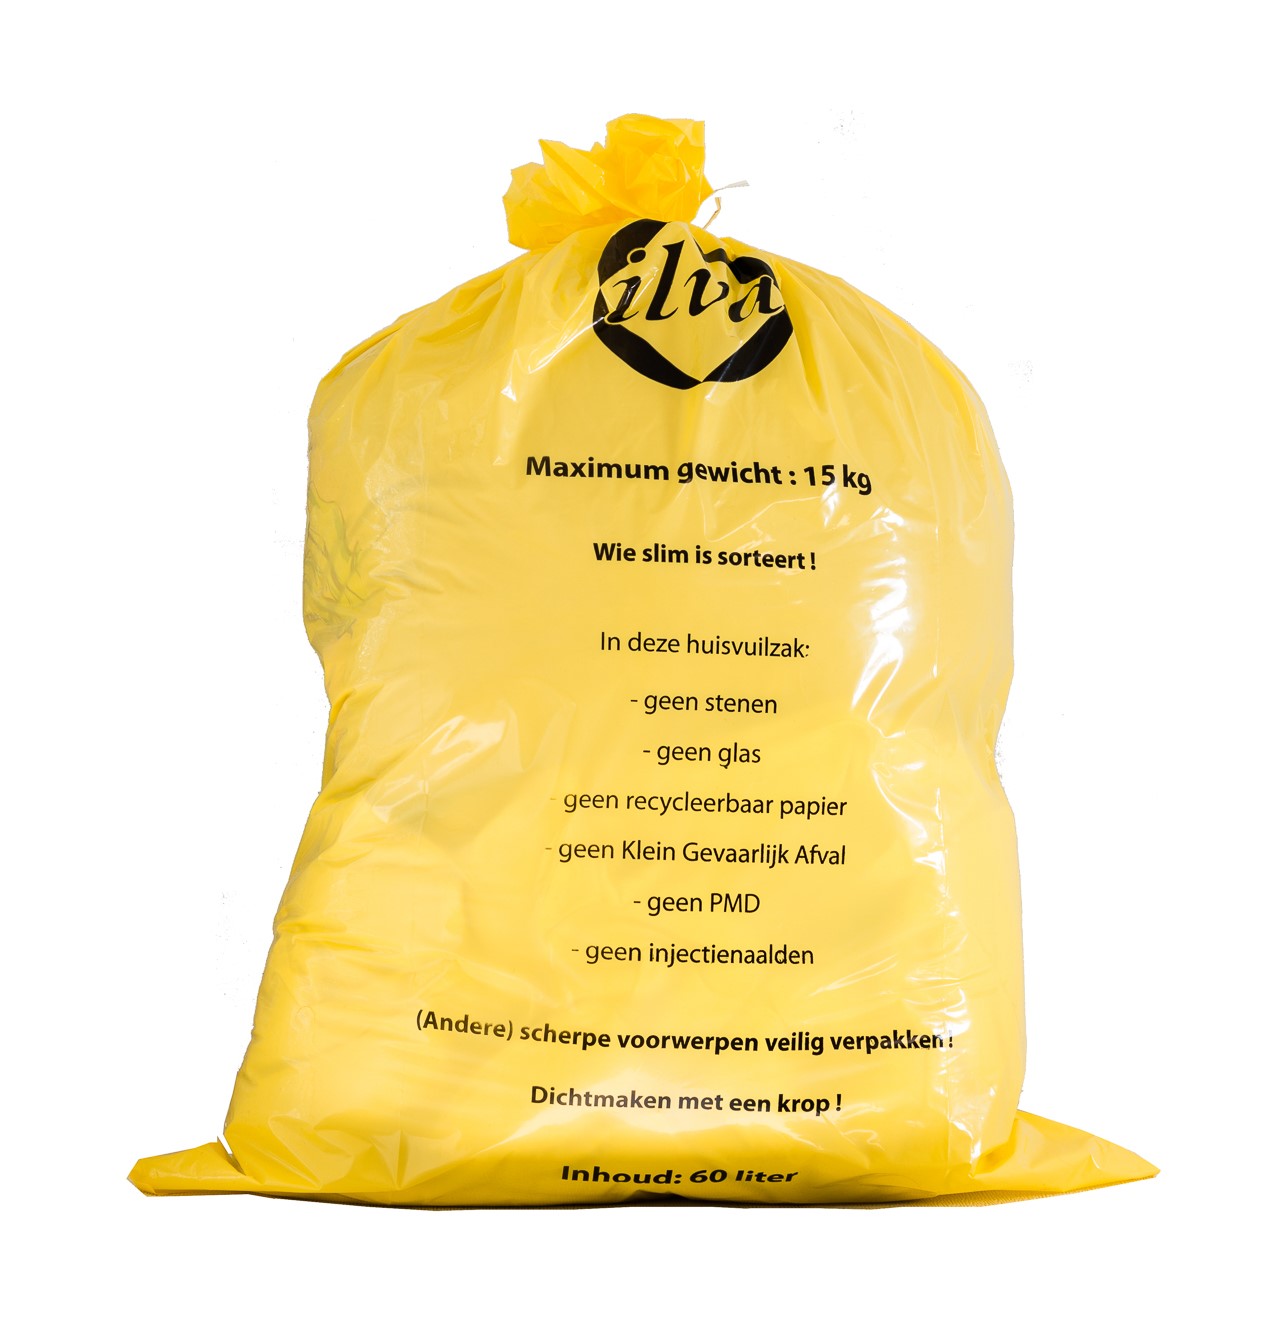 ilva
Maximum gewicht : 15 kg
Wie slim is sorteert !
In deze huisvuilzak:
- geen stenen
- geen glas
- geen recycleerbaar papier
- geen Klein Gevaarlijk Afval
- geen PMD
- geen injectienaalden
(Andere) scherpe voorwerpen veilig verpakken !
Dichtmaken met een krop !
Inhoud: 60 liter